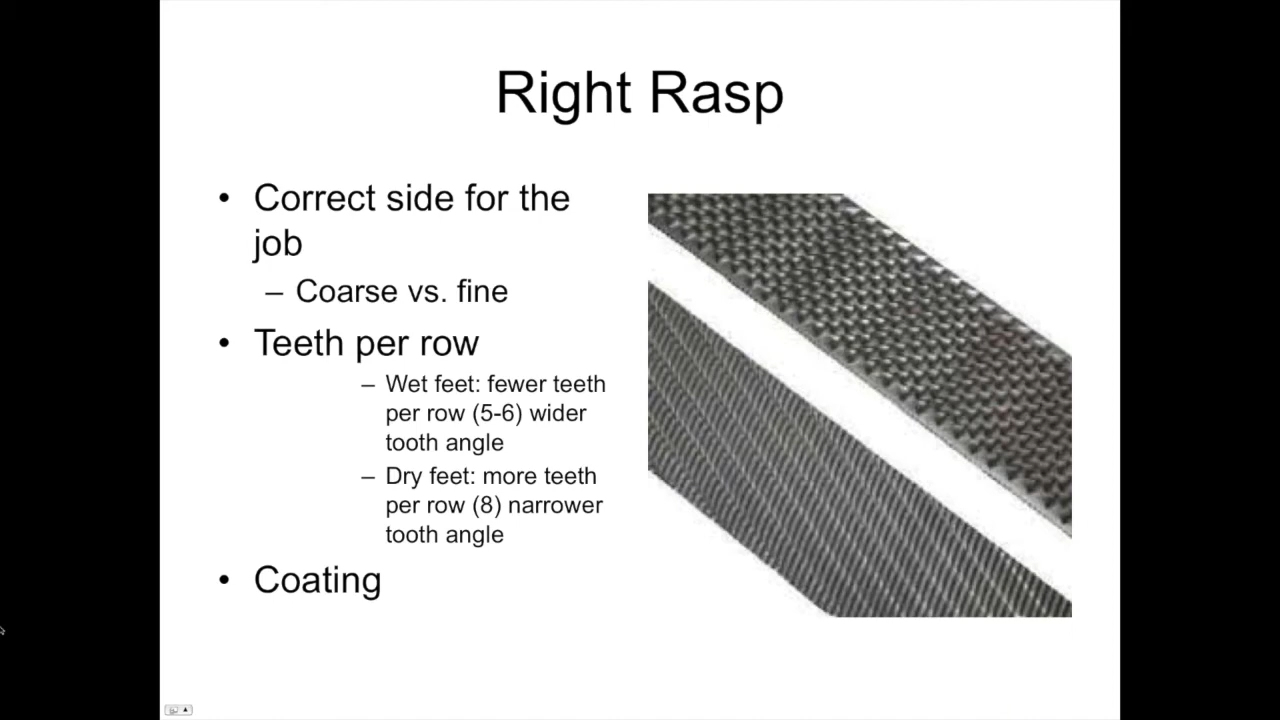 Right Rasp
• Correct side for the
job
– Coarse vs. fine
• Teeth per row
– Wet feet: fewer teeth
per row (5-6) wider
tooth angle
– Dry feet: more teeth
per row (8) narrower
tooth angle
• Coating